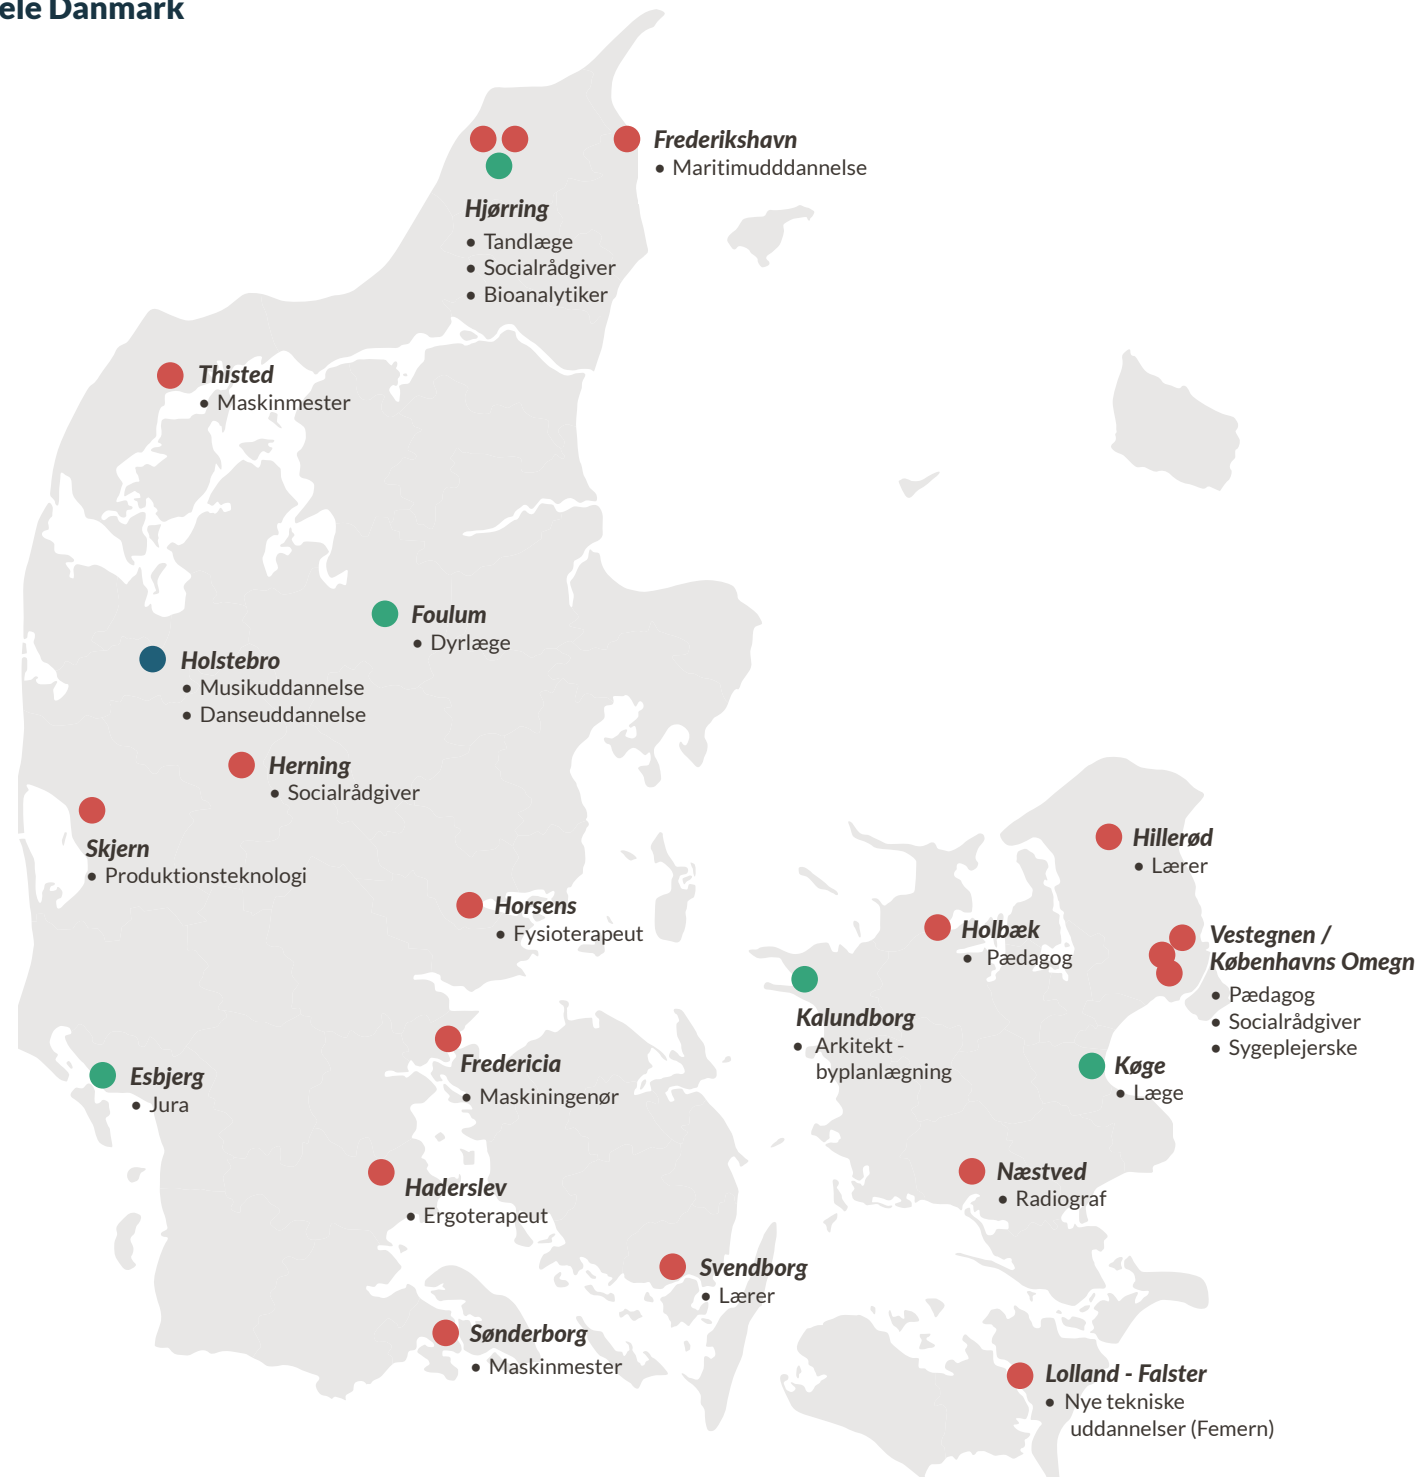 ele Danmark
Frederikshavn
• Maritimudddannelse
Hjørring
• Tandlæge
• Socialrådgiver
• Bioanalytiker
Thisted
• Maskinmester
Foulum
• Dyrlæge
Holstebro
• Musikuddannelse
• Danseuddannelse
Herning
• Socialrådgiver
Skjern
• Produktionsteknologi
Horsens
• Fysioterapeut
Hillerød
• Lærer
Holbæk
• Pædagog
Vestegnen /
Københavns Omegn
• Pædagog
• Socialrådgiver
• Sygeplejerske
Kalundborg
• Arkitekt -
byplanlægning
Køge
• Læge
Fredericia
• Maskiningenør
Esbjerg
• Jura
Haderslev
• Ergoterapeut
Næstved
• Radiograf
Svendborg
• Lærer
Sønderborg
• Maskinmester
Lolland - Falster
• Nye tekniske
uddannelser (Femern)